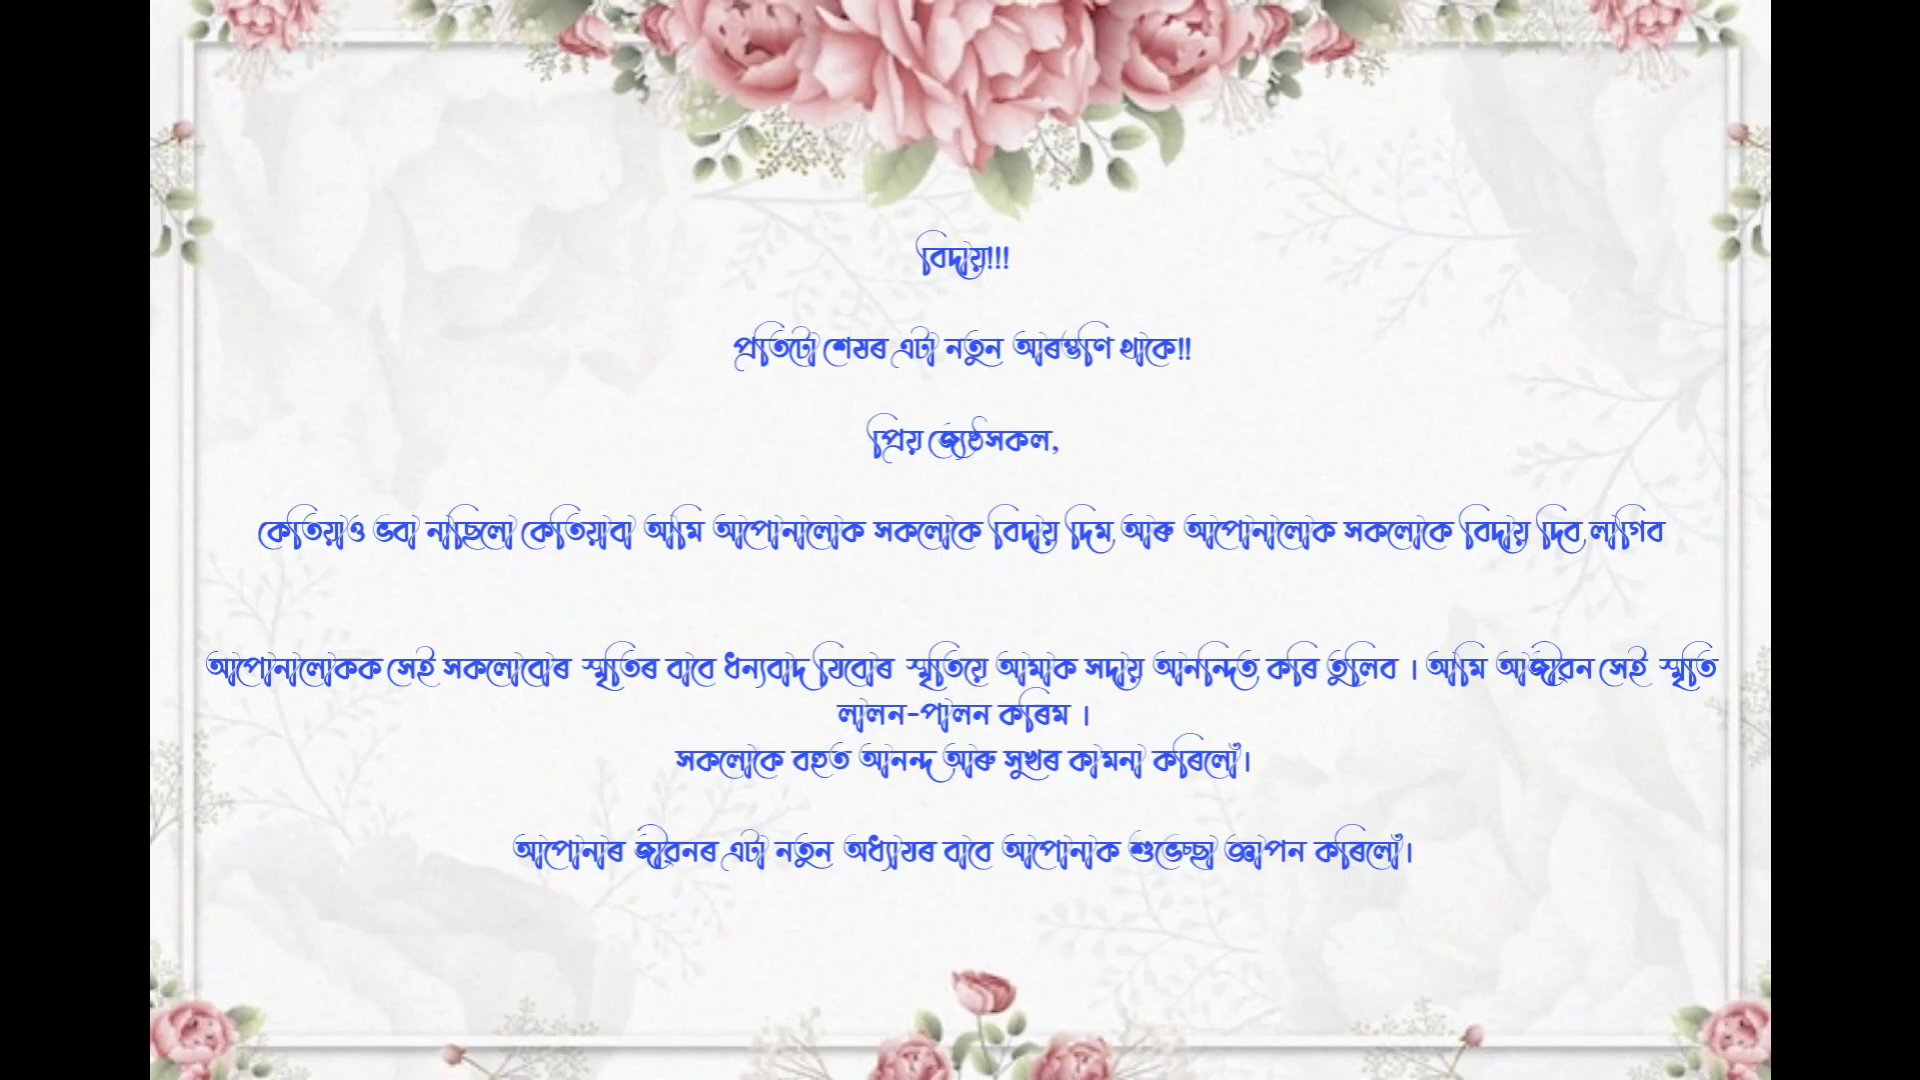 বিদায়!!!
প্ৰতিটো শেষৰ এটা নতুন আৰম্ভণি থাকে!!
প্ৰিয় জ্যেষ্ঠসকল,
কেতিয়াও ভবা নাছিলো কেতিয়াবা আমি আপোনালোক সকলোকে বিদায় দিম আৰু আপোনালোক সকলোকে বিদায় দিব লাগিব
আপোনালোকক সেই সকলোবোৰ স্মৃতিৰ বাবে ধন্যবাদ যিবোৰ স্মৃতিয়ে আমাক সদায় আনন্দিত কৰি তুলিব । আমি আজীৱন সেই স্মৃতি
লালন-পালন কৰিম ।
সকলোকে বহুত আনন্দ আৰু সুখৰ কামনা কৰিলোঁ।
আপোনাৰ জীৱনৰ এটা নতুন অধ্যাযৰ বাবে আপোনাক শুভেচ্ছা জ্ঞাপন কৰিলোঁ।